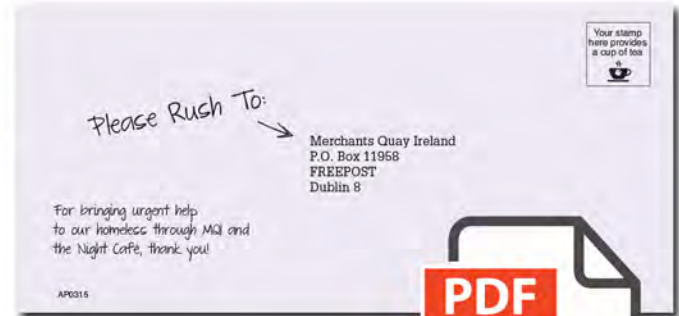 Your stamp
here provides
a cup of tea
Please Rush To:
Merchants Quay Ireland
P.O. Box 11958
FREEPOST
Dublin 8
For bringing urgent help
to our homeless through MQI and
the Night Café, thank you!
AP0315
PDF